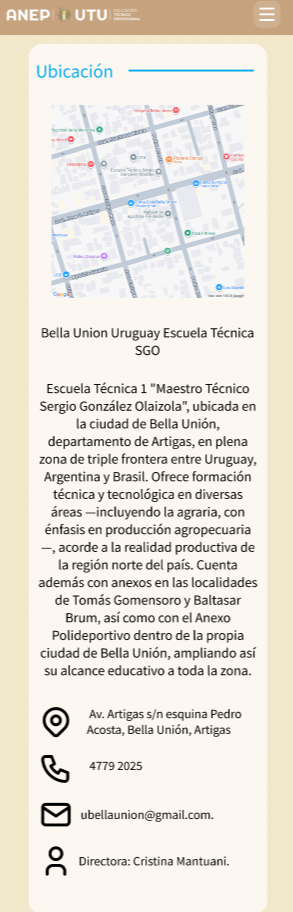 ANEP UTU EDUCACIÓN TÉCNICO PROFESIONAL
Ubicación
Google
Bella Union Uruguay Escuela Técnica
SGO
Escuela Técnica 1 "Maestro Técnico
Sergio González Olaizola", ubicada en
la ciudad de Bella Unión,
departamento de Artigas, en plena
zona de triple frontera entre Uruguay,
Argentina y Brasil. Ofrece formación
técnica y tecnológica en diversas
áreas —incluyendo la agraria, con
énfasis en producción agropecuaria
—, acorde a la realidad productiva de
la región norte del país. Cuenta
además con anexos en las localidades
de Tomás Gomensoro y Baltasar
Brum, así como con el Anexo
Polideportivo dentro de la propia
ciudad de Bella Unión, ampliando así
su alcance educativo a toda la zona.
Av. Artigas s/n esquina Pedro
Acosta, Bella Unión, Artigas
4779 2025
ubellaunion@gmail.com.
Directora: Cristina Mantuani.